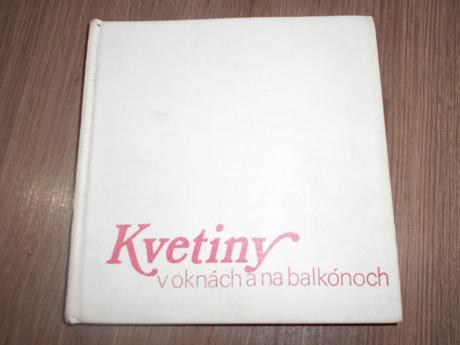 Kvetiny
v oknách a na balkónoch